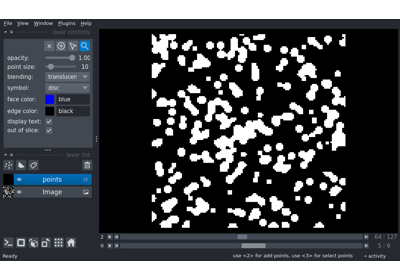 File View Window Plugins Help
layer controls
opacity: 1.00
point size: 10
blending: translucen
symbol: disc
face color: blue
edge color: black
display text:
out of slice:
layer list
points
Image
2 64 127
0 5 9
Ready use <2> for add points, use <3> for select points activity